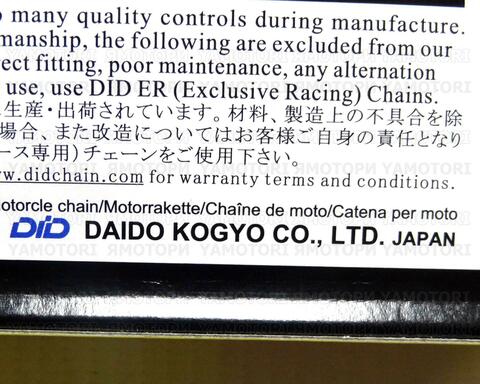 o many quality controls during manufacture.
manship, the following are excluded from our
rect fitting, poor maintenance, any alternation
use, use DID ER (Exclusive Racing) Chains.
生産・出荷されています。材料、製造上の不具合を除
場合、また改造についてはお客様ご自身の責任となり
ース専用)チェーンをご使用下さい。
www.didchain.com for warranty terms and conditions.
otorcle chain/Motorrakette/Chaîne de moto/Catena per moto
DID DAIDO KOGYO CO., LTD. JAPAN
YAMOTORI ЯМОТОРИ YAMOTORI